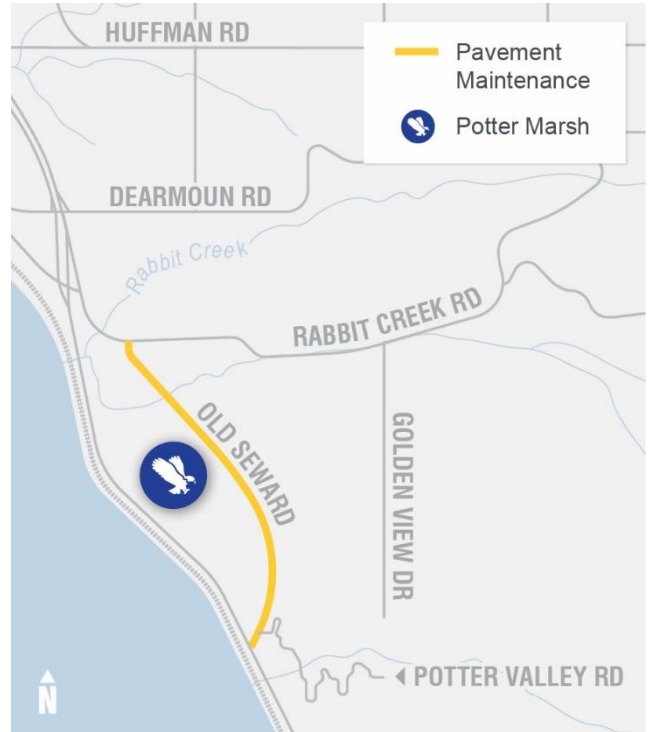 HUFFMAN RD
Pavement
Maintenance
Potter Marsh
DEARMOUN RD
Rabbit Creek
RABBIT CREEK RD
OLD SEWARD
GOLDEN VIEW DR
POTTER VALLEY RD
N